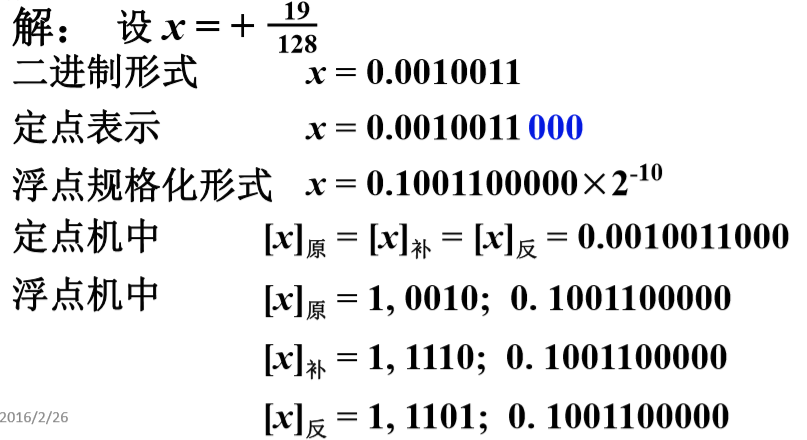 解： 设 x = + 19/128
二进制形式 x = 0.0010011
定点表示 x = 0.0010011 000
浮点规格化形式 x = 0.1001100000×2^-10
定点机中 [x]原 = [x]补 = [x]反 = 0.0010011000
浮点机中 [x]原 = 1, 0010; 0. 1001100000
[x]补 = 1, 1110; 0. 1001100000
[x]反 = 1, 1101; 0. 1001100000
2016/2/26